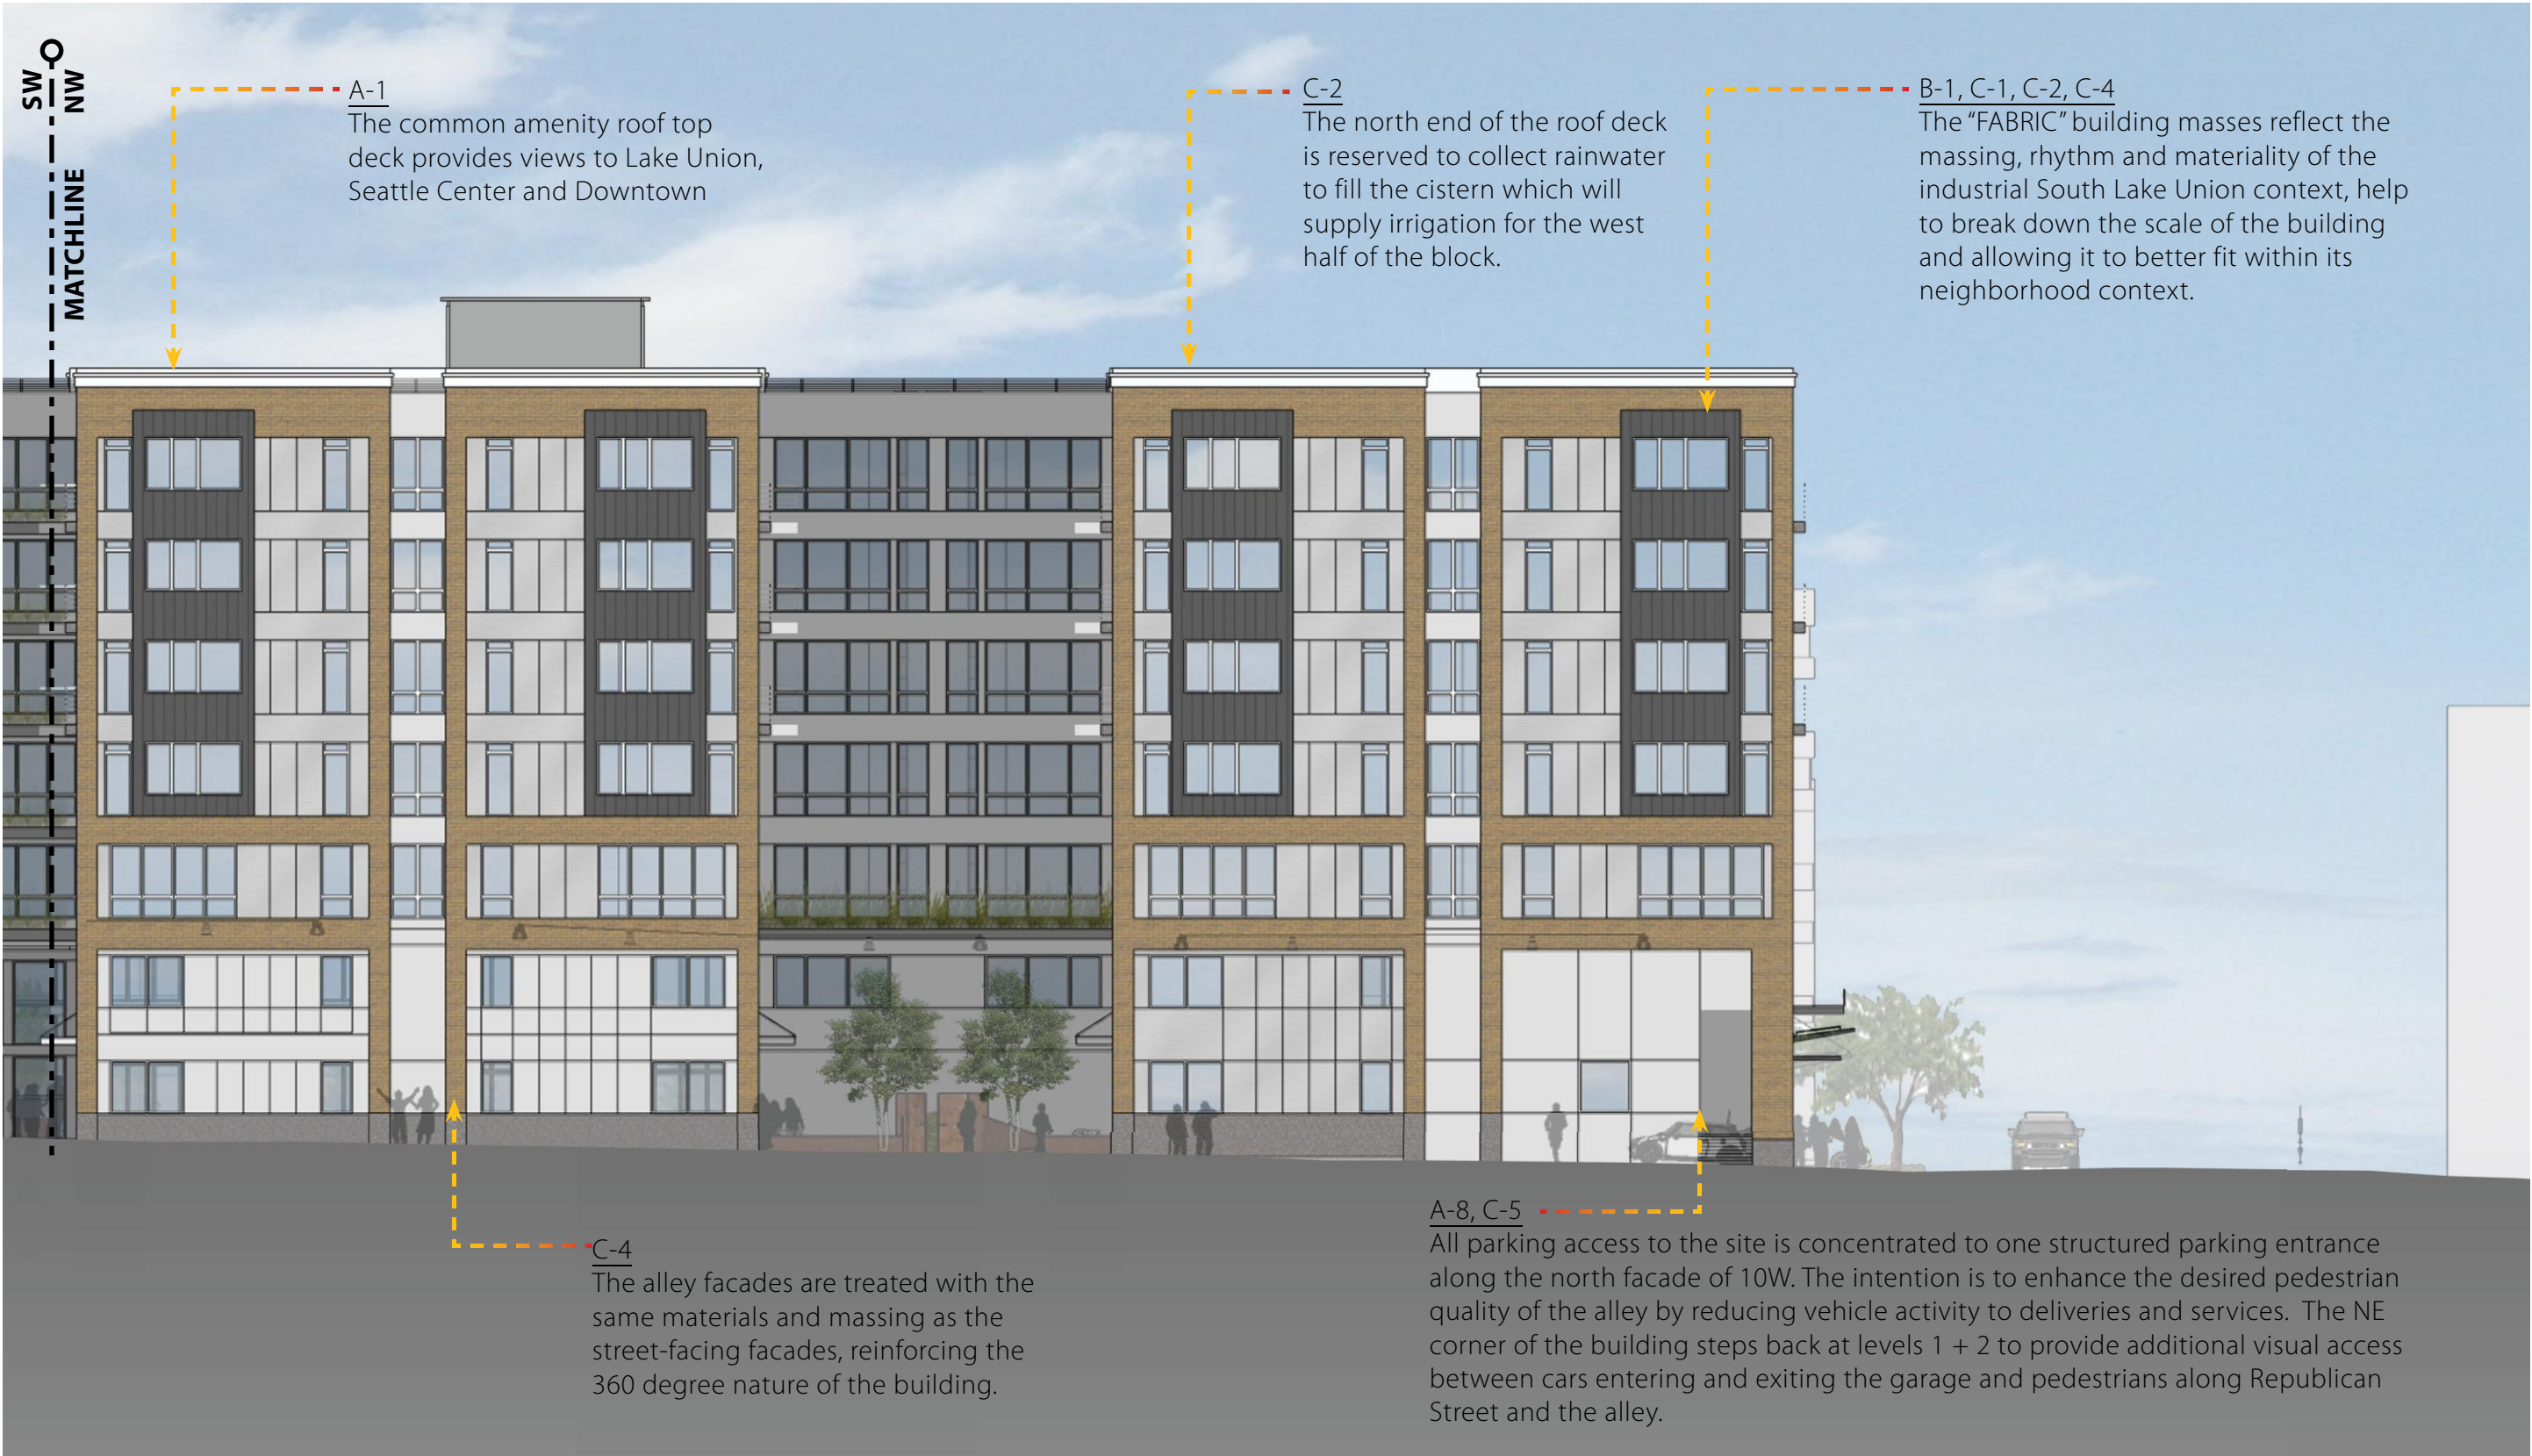 SW
NW
MATCHLINE
A-1
The common amenity roof top
deck provides views to Lake Union,
Seattle Center and Downtown
C-2
The north end of the roof deck
is reserved to collect rainwater
to fill the cistern which will
supply irrigation for the west
half of the block.
B-1, C-1, C-2, C-4
The “FABRIC” building masses reflect the
massing, rhythm and materiality of the
industrial South Lake Union context, help
to break down the scale of the building
and allowing it to better fit within its
neighborhood context.
C-4
The alley facades are treated with the
same materials and massing as the
street-facing facades, reinforcing the
360 degree nature of the building.
A-8, C-5
All parking access to the site is concentrated to one structured parking entrance
along the north facade of 10W. The intention is to enhance the desired pedestrian
quality of the alley by reducing vehicle activity to deliveries and services. The NE
corner of the building steps back at levels 1 + 2 to provide additional visual access
between cars entering and exiting the garage and pedestrians along Republican
Street and the alley.